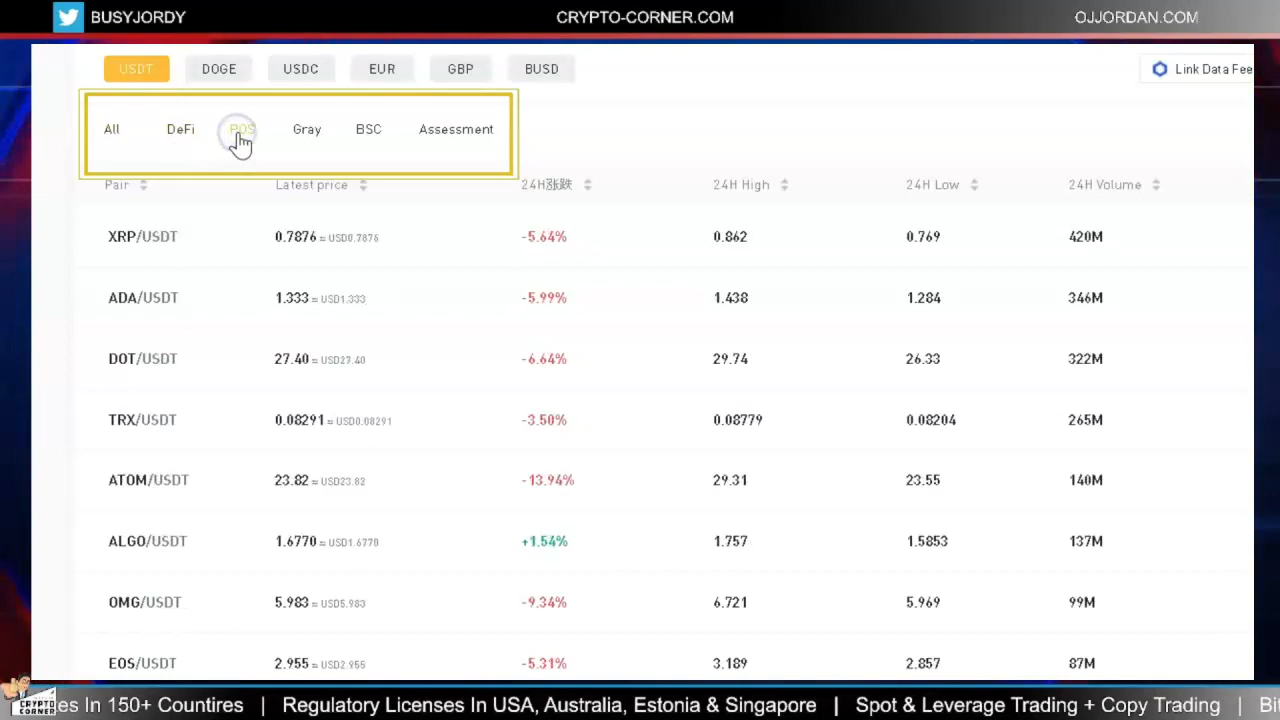 BUSYJORDY CRYPTO-CORNER.COM OJJORDAN.COM
USDT DOGE USDC EUR GBP BUSD Link Data Fee
All DeFi POS Gray BSC Assessment
Pair Latest price 24H涨跌 24H High 24H Low 24H Volume
XRP/USDT 0.7876 ≈ USD0.7876 -5.64% 0.862 0.769 420M
ADA/USDT 1.333 ≈ USD1.333 -5.99% 1.438 1.284 346M
DOT/USDT 27.40 ≈ USD27.40 -6.64% 29.74 26.33 322M
TRX/USDT 0.08291 ≈ USD0.08291 -3.50% 0.08779 0.08204 265M
ATOM/USDT 23.82 ≈ USD23.82 -13.94% 29.31 23.55 140M
ALGO/USDT 1.6770 ≈ USD1.6770 +1.54% 1.757 1.5853 137M
OMG/USDT 5.983 ≈ USD5.983 -9.34% 6.721 5.969 99M
EOS/USDT 2.955 ≈ USD2.955 -5.31% 3.189 2.857 87M
CRYPTO
CORNER
es In 150+ Countires | Regulatory Licenses In USA, Australia, Estonia & Singapore | Spot & Leverage Trading + Copy Trading | Bi